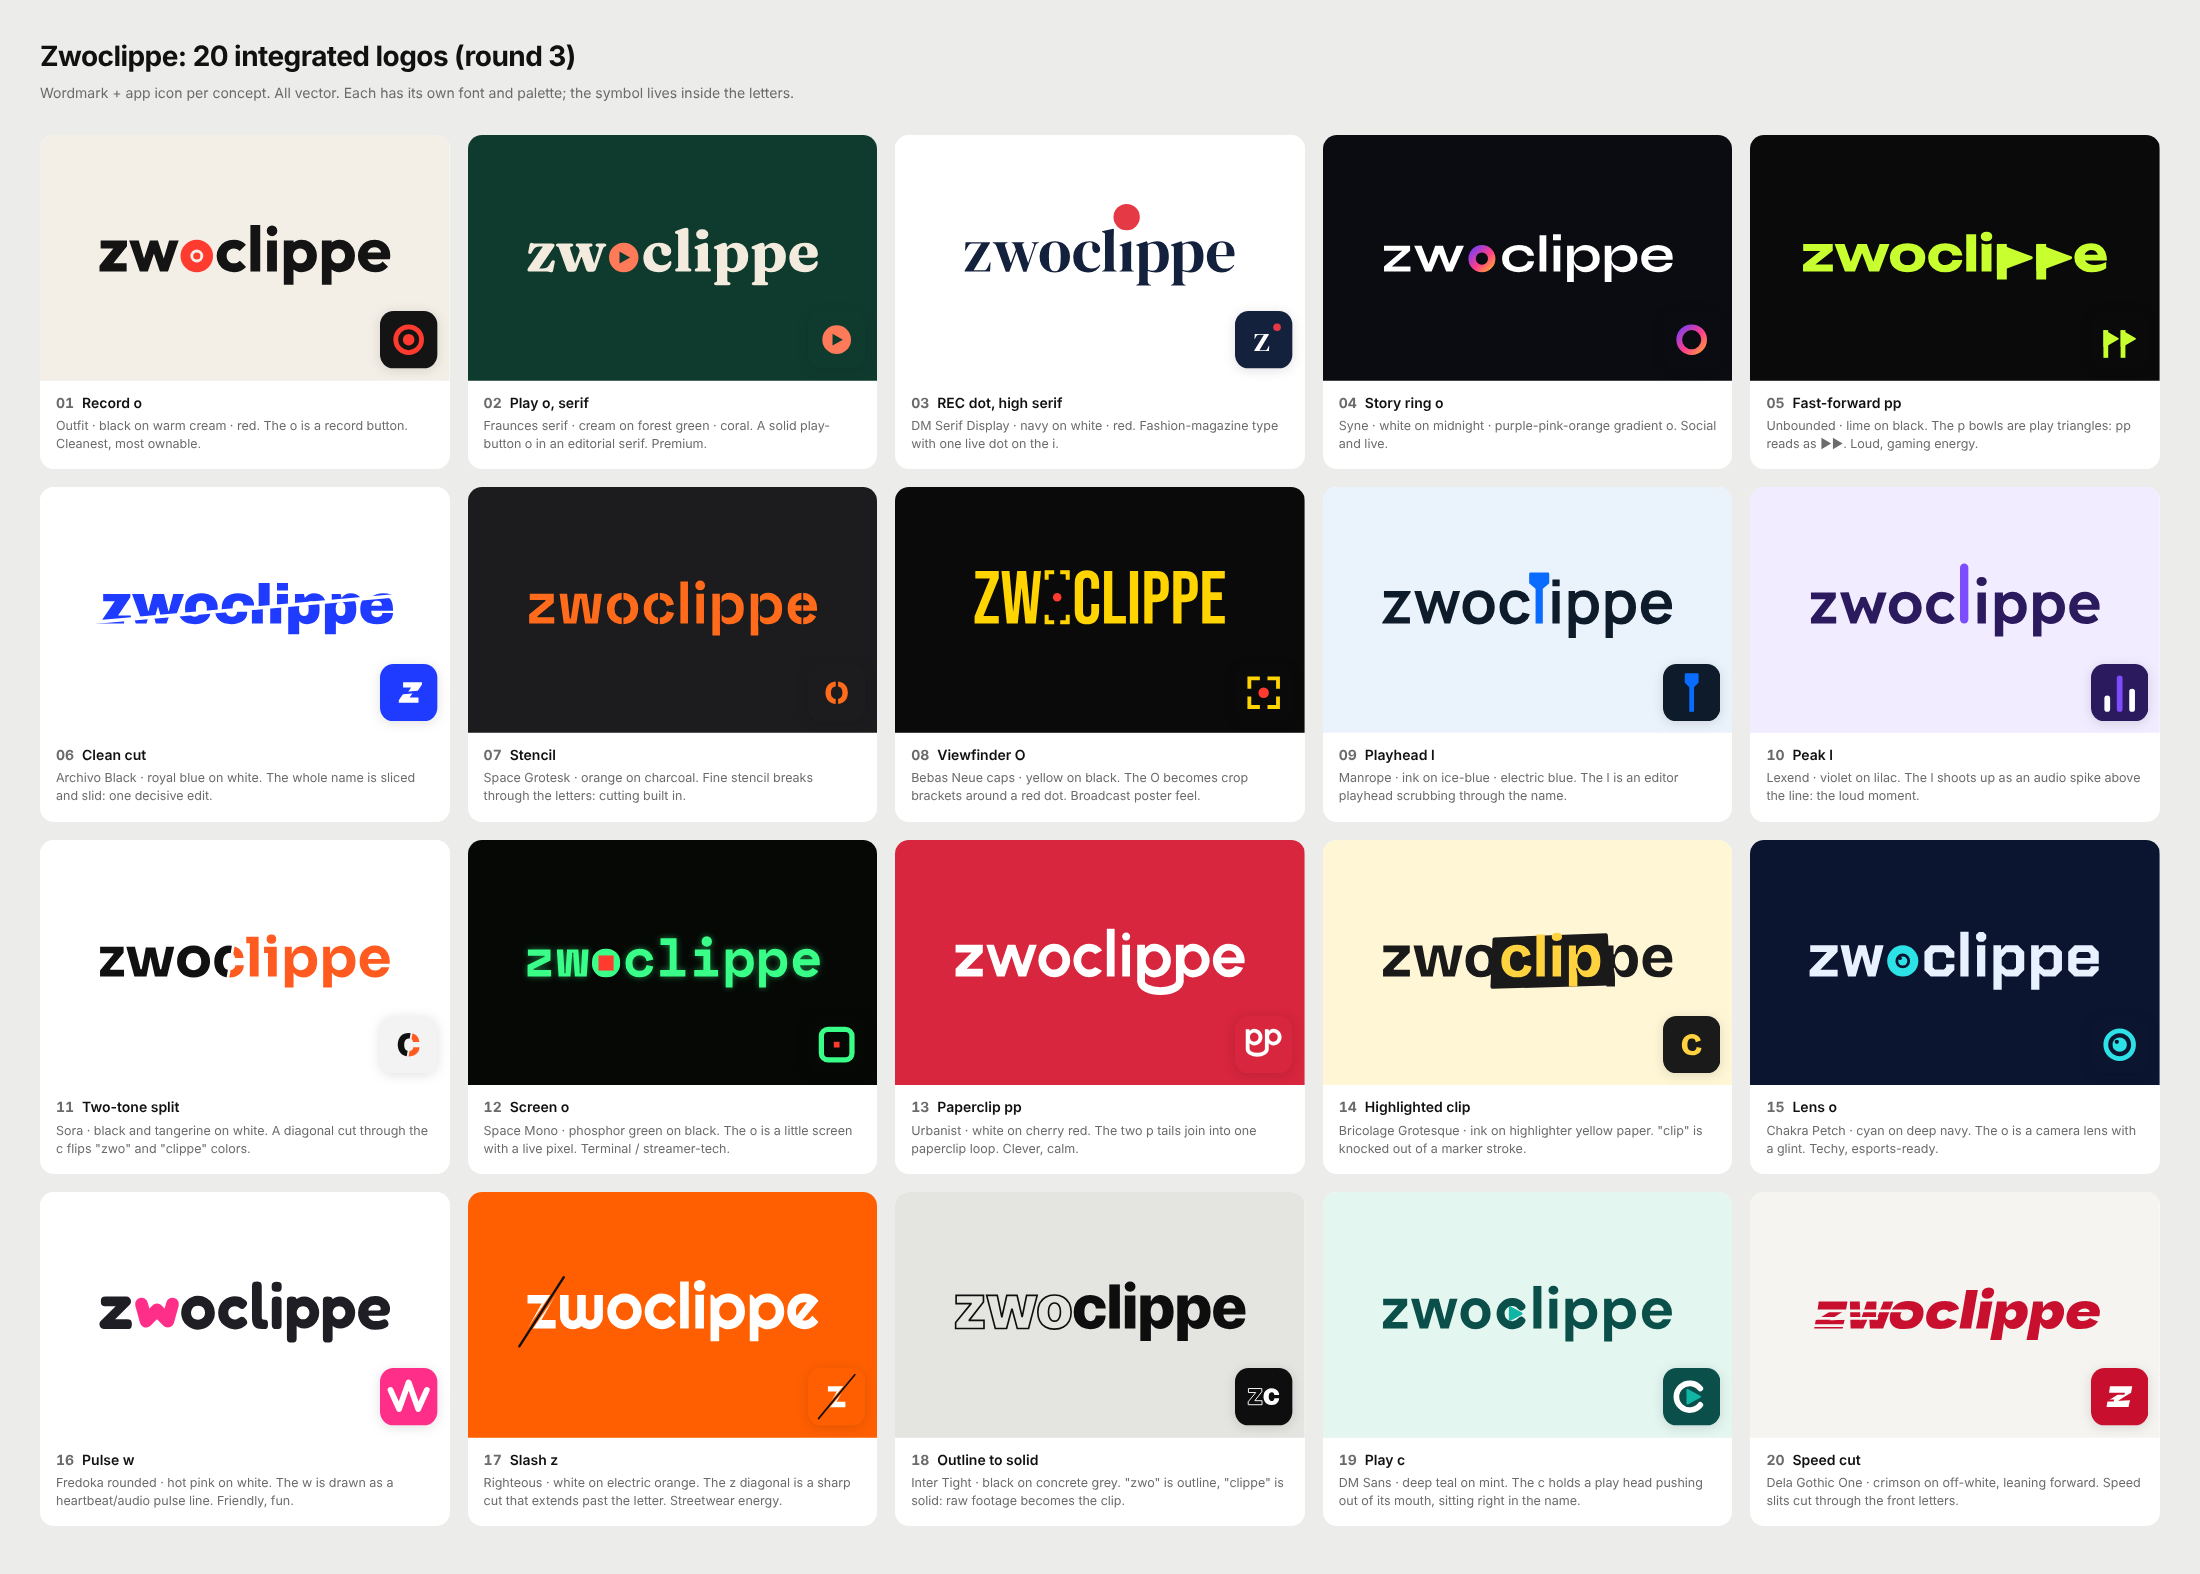 Zwoclippe: 20 integrated logos (round 3)
Wordmark + app icon per concept. All vector. Each has its own font and palette; the symbol lives inside the letters.
zwoclippe
01 Record o
Outfit · black on warm cream · red. The o is a record button.
Cleanest, most ownable.
zwoclippe
02 Play o, serif
Fraunces serif · cream on forest green · coral. A solid play-
button o in an editorial serif. Premium.
zwoclippe
z
03 REC dot, high serif
DM Serif Display · navy on white · red. Fashion-magazine type
with one live dot on the i.
zwoclippe
04 Story ring o
Syne · white on midnight · purple-pink-orange gradient o. Social
and live.
zwoclippe
pp
05 Fast-forward pp
Unbounded · lime on black. The p bowls are play triangles: pp
reads as ▶▶. Loud, gaming energy.
zwoclippe
z
06 Clean cut
Archivo Black · royal blue on white. The whole name is sliced
and slid: one decisive edit.
zwoclippe
o
07 Stencil
Space Grotesk · orange on charcoal. Fine stencil breaks
through the letters: cutting built in.
ZWOCLIPPE
08 Viewfinder O
Bebas Neue caps · yellow on black. The O becomes crop
brackets around a red dot. Broadcast poster feel.
zwoclippe
09 Playhead l
Manrope · ink on ice-blue · electric blue. The l is an editor
playhead scrubbing through the name.
zwoclippe
10 Peak l
Lexend · violet on lilac. The l shoots up as an audio spike above
the line: the loud moment.
zwoclippe
c
11 Two-tone split
Sora · black and tangerine on white. A diagonal cut through the
c flips "zwo" and "clippe" colors.
zwoclippe
12 Screen o
Space Mono · phosphor green on black. The o is a little screen
with a live pixel. Terminal / streamer-tech.
zwoclippe
pp
13 Paperclip pp
Urbanist · white on cherry red. The two p tails join into one
paperclip loop. Clever, calm.
zwoclippe
c
14 Highlighted clip
Bricolage Grotesque · ink on highlighter yellow paper. "clip" is
knocked out of a marker stroke.
zwoclippe
15 Lens o
Chakra Petch · cyan on deep navy. The o is a camera lens with
a glint. Techy, esports-ready.
zwoclippe
w
16 Pulse w
Fredoka rounded · hot pink on white. The w is drawn as a
heartbeat/audio pulse line. Friendly, fun.
zwoclippe
z
17 Slash z
Righteous · white on electric orange. The z diagonal is a sharp
cut that extends past the letter. Streetwear energy.
zwoclippe
zc
18 Outline to solid
Inter Tight · black on concrete grey. "zwo" is outline, "clippe" is
solid: raw footage becomes the clip.
zwoclippe
c
19 Play c
DM Sans · deep teal on mint. The c holds a play head pushing
out of its mouth, sitting right in the name.
zwoclippe
z
20 Speed cut
Dela Gothic One · crimson on off-white, leaning forward. Speed
slits cut through the front letters.